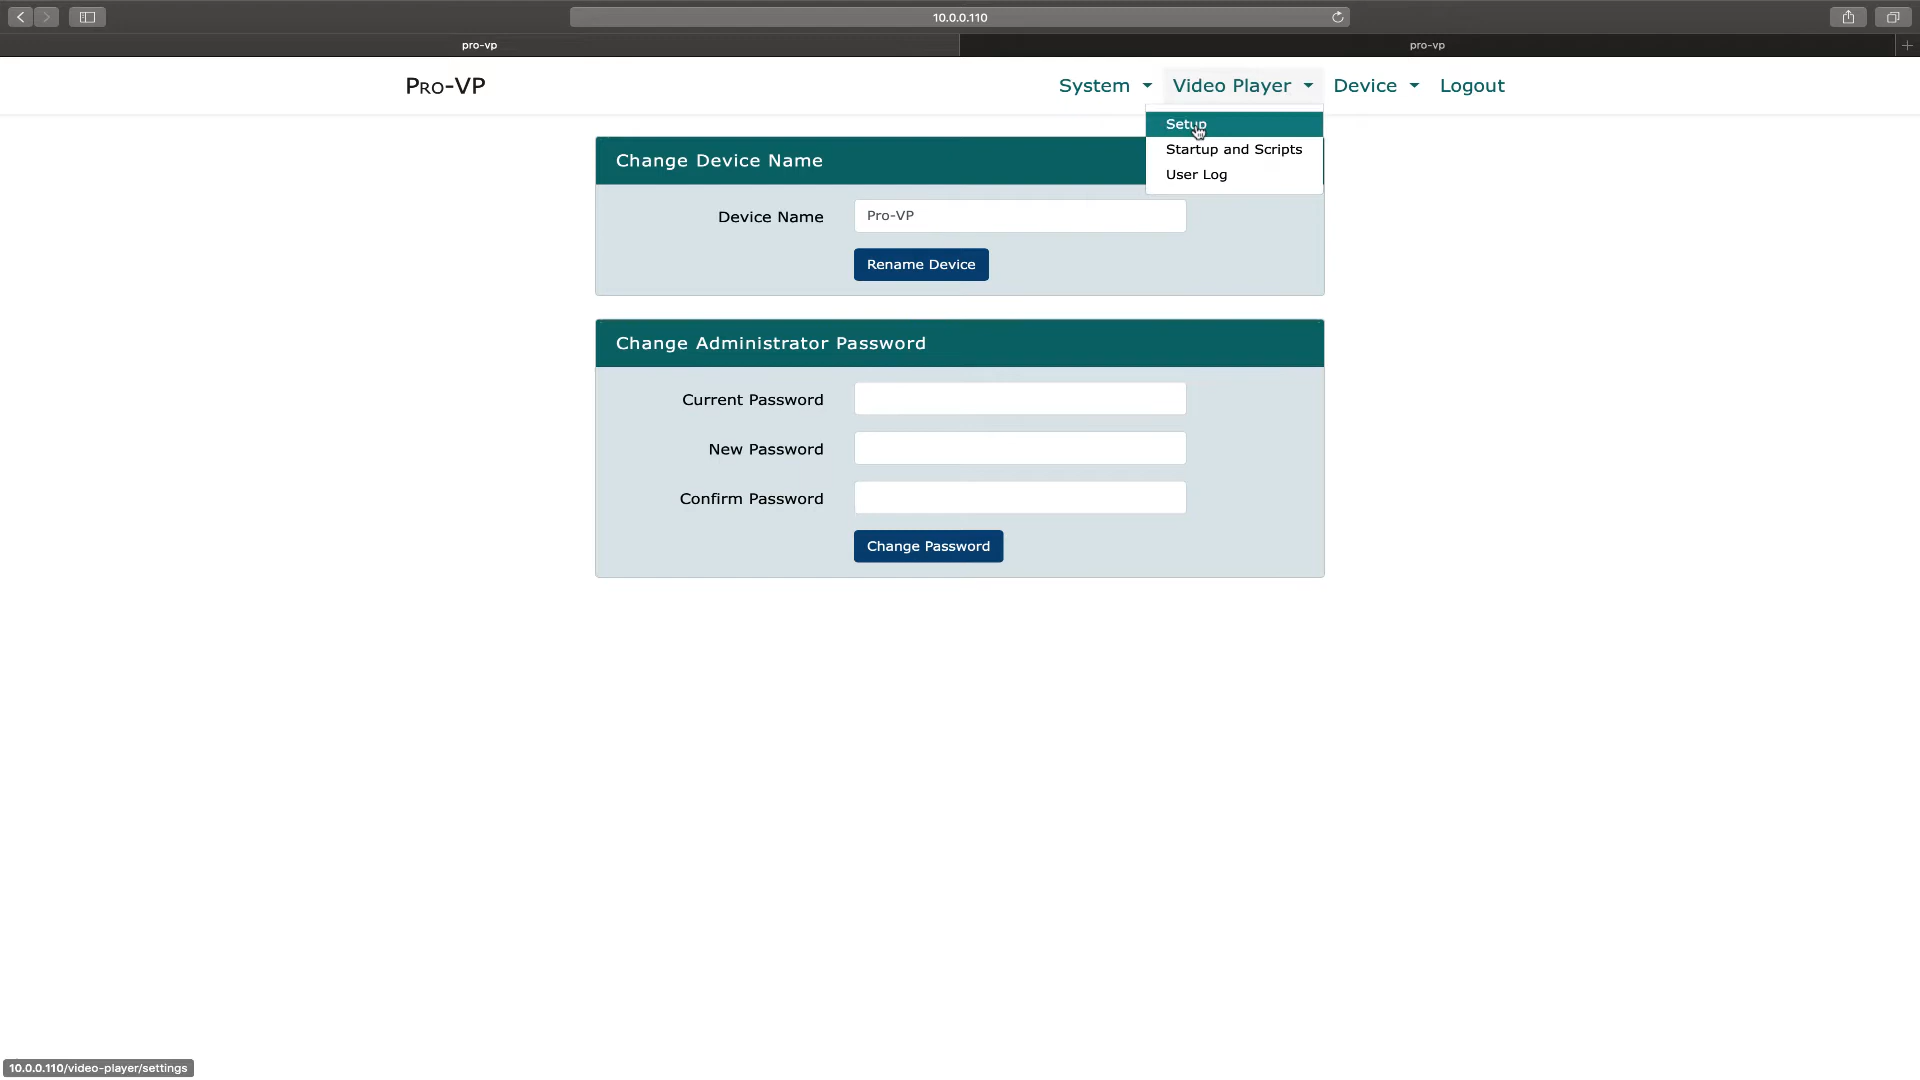 10.0.0.110
pro-vp
pro-vp
Pro-VP
System
Video Player
Device
Logout
Setup
Startup and Scripts
User Log
Change Device Name
Device Name
Pro-VP
Rename Device
Change Administrator Password
Current Password
New Password
Confirm Password
Change Password
10.0.0.110/video-player/settings